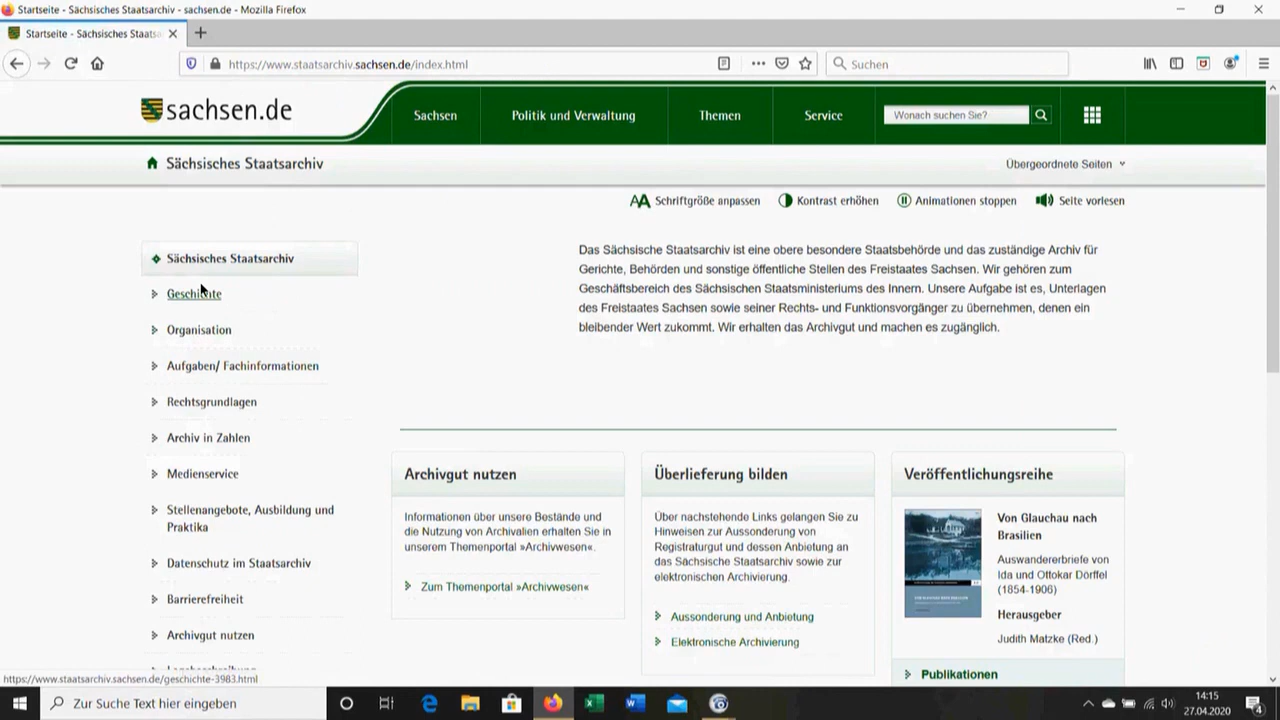 Startseite - Sächsisches Staatsarchiv - sachsen.de - Mozilla Firefox
Startseite - Sächsisches Staats
https://www.staatsarchiv.sachsen.de/index.html
Suchen
sachsen.de
Sachsen
Politik und Verwaltung
Themen
Service
Wonach suchen Sie?
Sächsisches Staatsarchiv
Übergeordnete Seiten
AA Schriftgröße anpassen
Kontrast erhöhen
Animationen stoppen
Seite vorlesen
Sächsisches Staatsarchiv
Geschichte
Organisation
Aufgaben/ Fachinformationen
Rechtsgrundlagen
Archiv in Zahlen
Medienservice
Stellenangebote, Ausbildung und
Praktika
Datenschutz im Staatsarchiv
Barrierefreiheit
Archivgut nutzen
Das Sächsische Staatsarchiv ist eine obere besondere Staatsbehörde und das zuständige Archiv für
Gerichte, Behörden und sonstige öffentliche Stellen des Freistaates Sachsen. Wir gehören zum
Geschäftsbereich des Sächsischen Staatsministeriums des Innern. Unsere Aufgabe ist es, Unterlagen
des Freistaates Sachsen sowie seiner Rechts- und Funktionsvorgänger zu übernehmen, denen ein
bleibender Wert zukommt. Wir erhalten das Archivgut und machen es zugänglich.
Archivgut nutzen
Informationen über unsere Bestände und
die Nutzung von Archivalien erhalten Sie in
unserem Themenportal »Archivwesen«.
Zum Themenportal »Archivwesen«
Überlieferung bilden
Über nachstehende Links gelangen Sie zu
Hinweisen zur Aussonderung von
Registraturgut und dessen Anbietung an
das Sächsische Staatsarchiv sowie zur
elektronischen Archivierung.
Aussonderung und Anbietung
Elektronische Archivierung
Veröffentlichungsreihe
Von Glauchau nach
Brasilien
Auswandererbriefe von
Ida und Ottokar Dörffel
(1854-1906)
Herausgeber
Judith Matzke (Red.)
Publikationen
https://www.staatsarchiv.sachsen.de/geschichte-3983.html
Zur Suche Text hier eingeben
14:15
27.04.2020
4